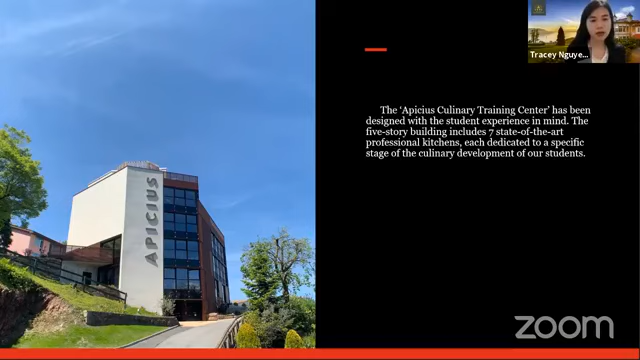 Tracey Nguye...
APICIUS
The ‘Apicius Culinary Training Center’ has been
designed with the student experience in mind. The
five-story building includes 7 state-of-the-art
professional kitchens, each dedicated to a specific
stage of the culinary development of our students.
zoom